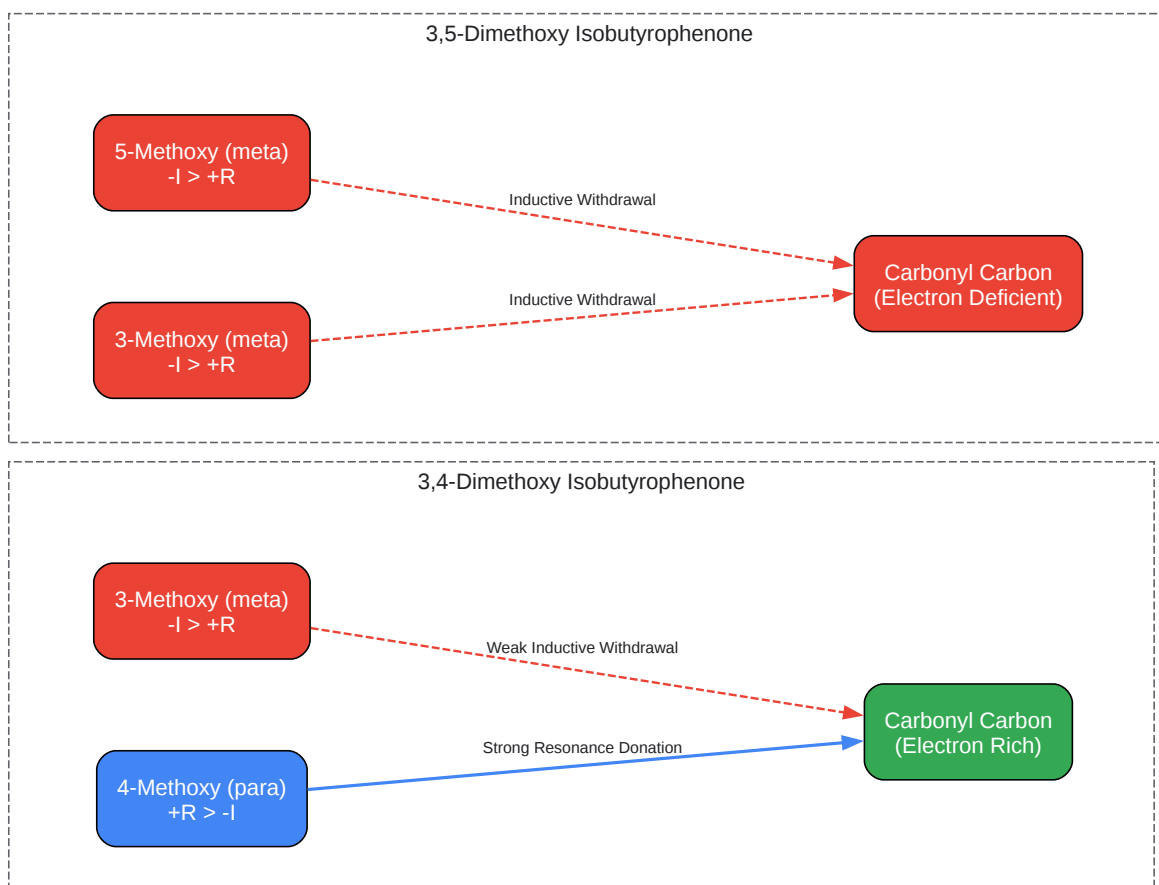 3,5-Dimethoxy Isobutyrophenone
5-Methoxy (meta)
-I > +R
Inductive Withdrawal
Carbonyl Carbon
(Electron Deficient)
Inductive Withdrawal
3-Methoxy (meta)
-I > +R
3,4-Dimethoxy Isobutyrophenone
3-Methoxy (meta)
-I > +R
Weak Inductive Withdrawal
Carbonyl Carbon
(Electron Rich)
Strong Resonance Donation
4-Methoxy (para)
+R > -I